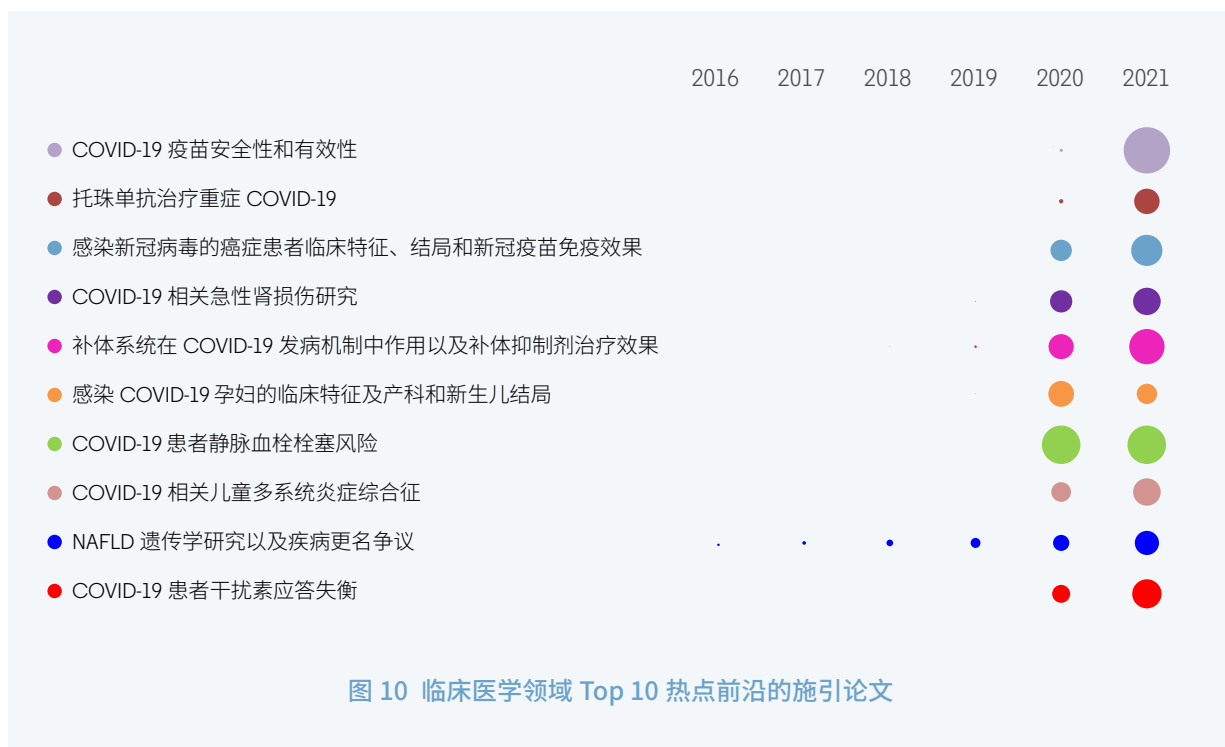 2016 2017 2018 2019 2020 2021
COVID-19 疫苗安全性和有效性
托珠单抗治疗重症 COVID-19
感染新冠病毒的癌症患者临床特征、结局和新冠疫苗免疫效果
COVID-19 相关急性肾损伤研究
补体系统在 COVID-19 发病机制中作用以及补体抑制剂治疗效果
感染 COVID-19 孕妇的临床特征及产科和新生儿结局
COVID-19 患者静脉血栓栓塞风险
COVID-19 相关儿童多系统炎症综合征
NAFLD 遗传学研究以及疾病更名争议
COVID-19 患者干扰素应答失衡
图 10 临床医学领域 Top 10 热点前沿的施引论文